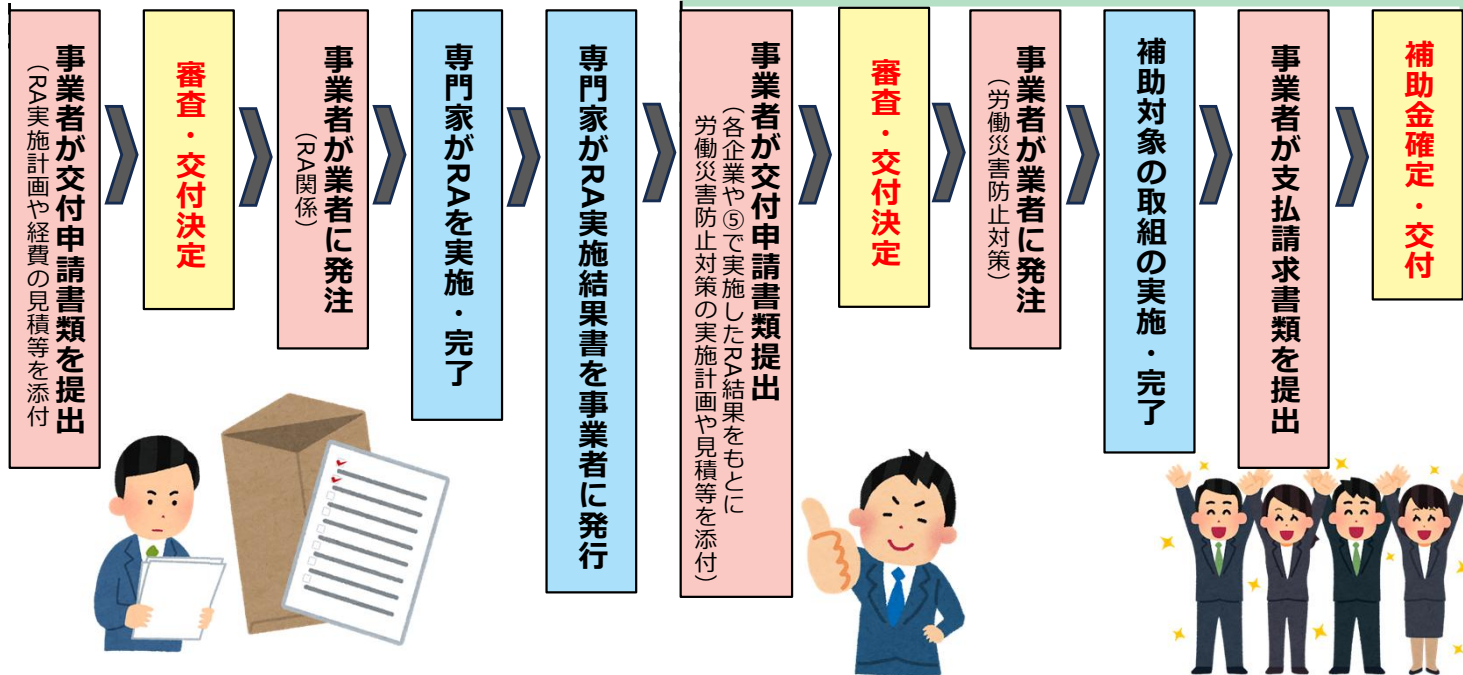 事業者が交付申請書類を提出
（RA実施計画や経費の見積等を添付
審査・交付決定
事業者が業者に発注
（RA関係）
専門家がRAを実施・完了
専門家がRA実施結果書を事業者に発行
事業者が交付申請書類提出
（各企業や⑤で実施したRA結果をもとに
労働災害防止対策の実施計画や見積等を添付）
審査・交付決定
事業者が業者に発注
（労働災害防止対策）
補助対象の取組の実施・完了
事業者が支払請求書類を提出
補助金確定・交付